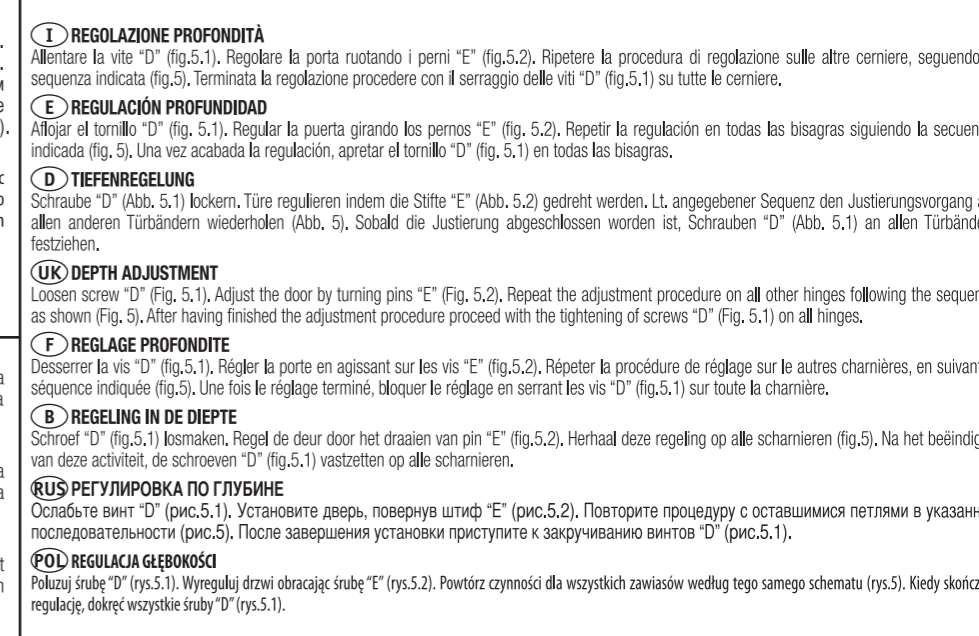 I REGOLAZIONE PROFONDITÀ
Allentare la vite “D” (fig.5.1). Regolare la porta ruotando i perni “E” (fig.5.2). Ripetere la procedura di regolazione sulle altre cerniere, seguendo
sequenza indicata (fig.5). Terminata la regolazione procedere con il serraggio delle viti “D” (fig.5.1) su tutte le cerniere.
E REGULACIÓN PROFUNDIDAD
Aflojar el tornillo “D” (fig. 5.1). Regular la puerta girando los pernos “E” (fig. 5.2). Repetir la regulación en todas las bisagras siguiendo la
indicada (fig. 5). Una vez acabada la regulación, apretar el tornillo “D” (fig. 5.1) en todas las bisagras.
D TIEFENREGELUNG
Schraube “D” (Abb. 5.1) lockern. Türe regulieren indem die Stifte “E” (Abb. 5.2) gedreht werden. Lt. angegebener Sequenz den Justierungsvorgang
allen anderen Türbändern wiederholen (Abb. 5). Sobald die Justierung abgeschlossen worden ist, Schrauben “D” (Abb. 5.1) an allen
festziehen.
UK DEPTH ADJUSTMENT
Loosen screw “D” (Fig. 5.1). Adjust the door by turning pins “E” (Fig. 5.2). Repeat the adjustment procedure on all other hinges following the
as shown (Fig. 5). After having finished the adjustment procedure proceed with the tightening of screws “D” (Fig. 5.1) on all hinges.
F REGLAGE PROFONDITE
Desserrer la vis “D” (fig.5.1). Régler la porte en agissant sur les vis “E” (fig.5.2). Répeter la procédure de réglage sur le autres charnières, en suivant
séquence indiquée (fig.5). Une fois le réglage terminé, bloquer le réglage en serrant les vis “D” (fig.5.1) sur toute la charnière.
B REGELING IN DE DIEPTE
Schroef “D” (fig.5.1) losmaken. Regel de deur door het draaien van pin “E” (fig.5.2). Herhaal deze regeling op alle scharnieren (fig.5). Na het
van deze activiteit, de schroeven “D” (fig.5.1) vastzetten op alle scharnieren.
RUS РЕГУЛИРОВКА ПО ГЛУБИНЕ
Ослабьте винт “D” (рис.5.1). Установите дверь, повернув штиф “E” (рис.5.2). Повторите процедуру с оставшимися петлями в
последовательности (рис.5). После завершения установки приступите к закручиванию винтов “D” (рис.5.1).
POL REGULACJA GŁĘBOKOŚCI
Poluzuj śrubę “D” (rys.5.1). Wyreguluj drzwi obracając śrubę “E” (rys.5.2). Powtórz czynności dla wszystkich zawiasów według tego samego schematu (rys.5). Kiedy
regulację, dokręć wszystkie śruby “D” (rys.5.1).